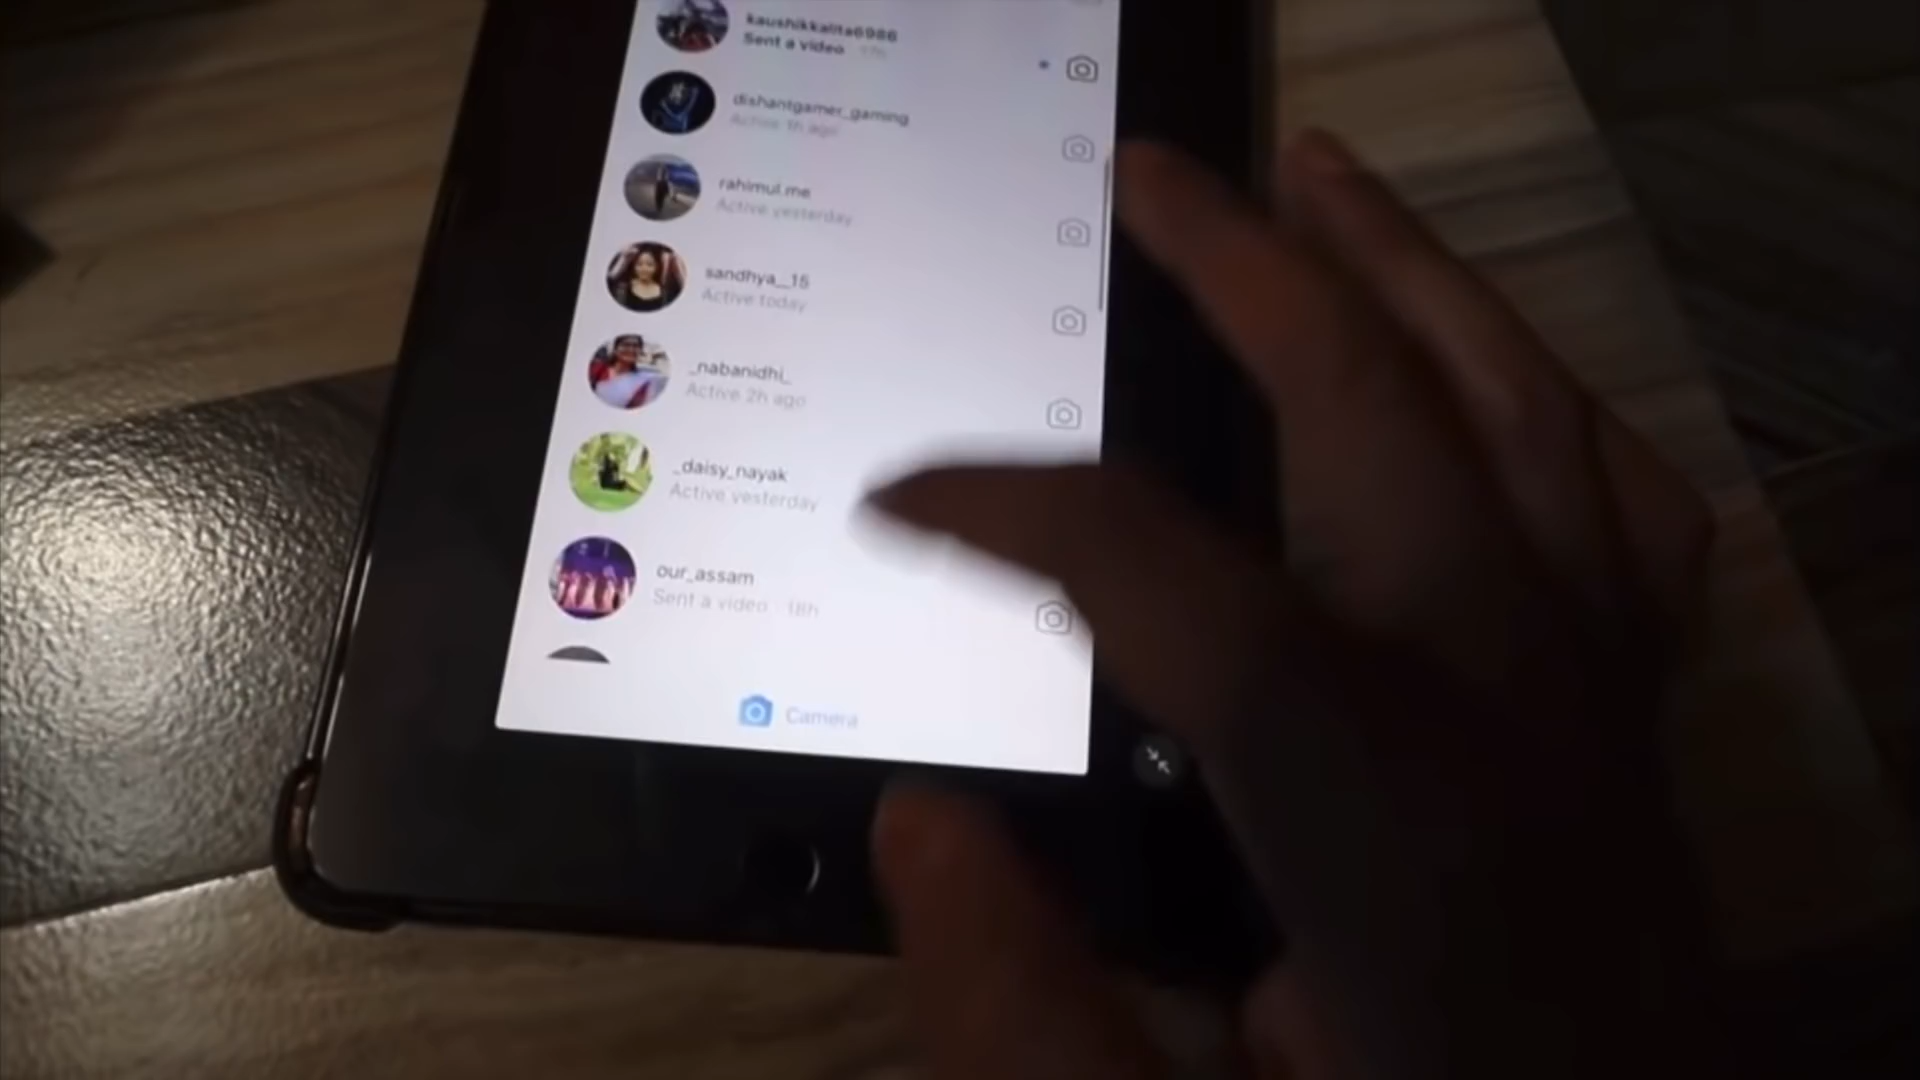 kaushikkalita6986
Sent a video 17h
dishantgamer_gaming
Active 1h ago
rahimul.me
Active yesterday
sandhya__15
Active today
_nabanidhi_
Active 2h ago
_daisy_nayak
Active yesterday
our_assam
Sent a video 18h
Camera